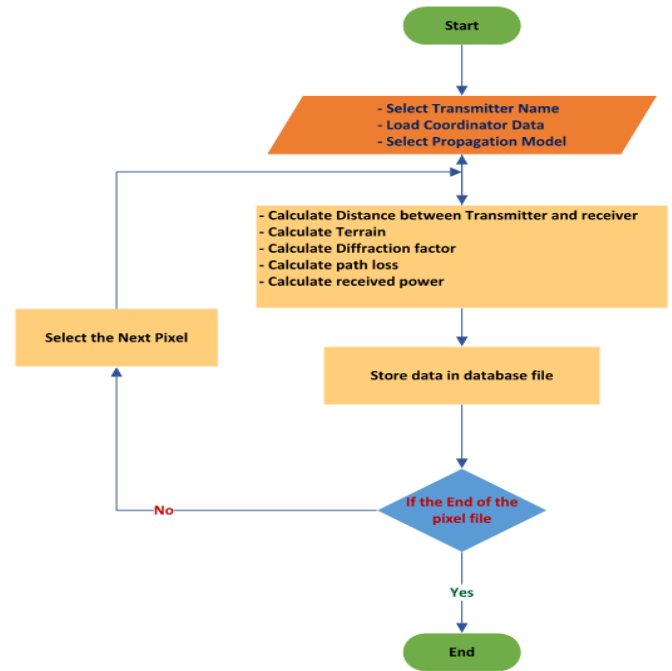 Start
- Select Transmitter Name
- Load Coordinator Data
- Select Propagation Model
- Calculate Distance between Transmitter and receiver
- Calculate Terrain
- Calculate Diffraction factor
- Calculate path loss
- Calculate received power
Select the Next Pixel
Store data in database file
If the End of the
pixel file
No
Yes
End